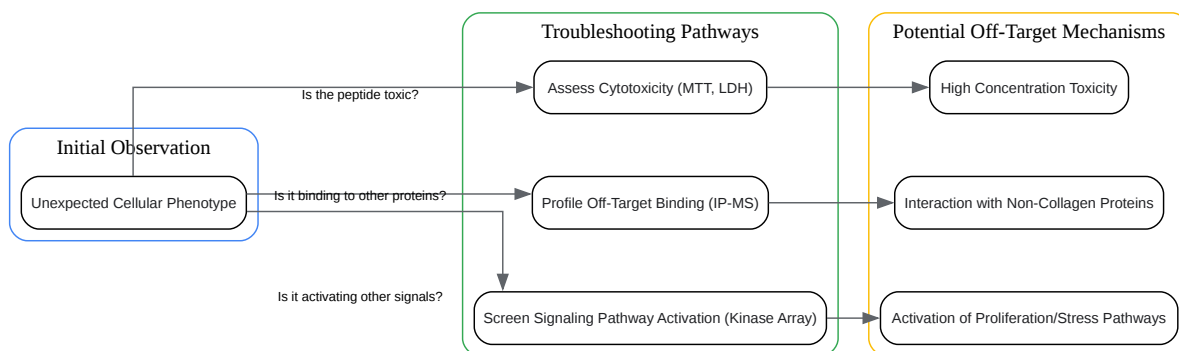 Troubleshooting Pathways
Potential Off-Target Mechanisms
Is the peptide toxic?
Assess Cytotoxicity (MTT, LDH)
High Concentration Toxicity
Initial Observation
Unexpected Cellular Phenotype
Is it binding to other proteins?
Profile Off-Target Binding (IP-MS)
Interaction with Non-Collagen Proteins
Is it activating other signals?
Screen Signaling Pathway Activation (Kinase Array)
Activation of Proliferation/Stress Pathways